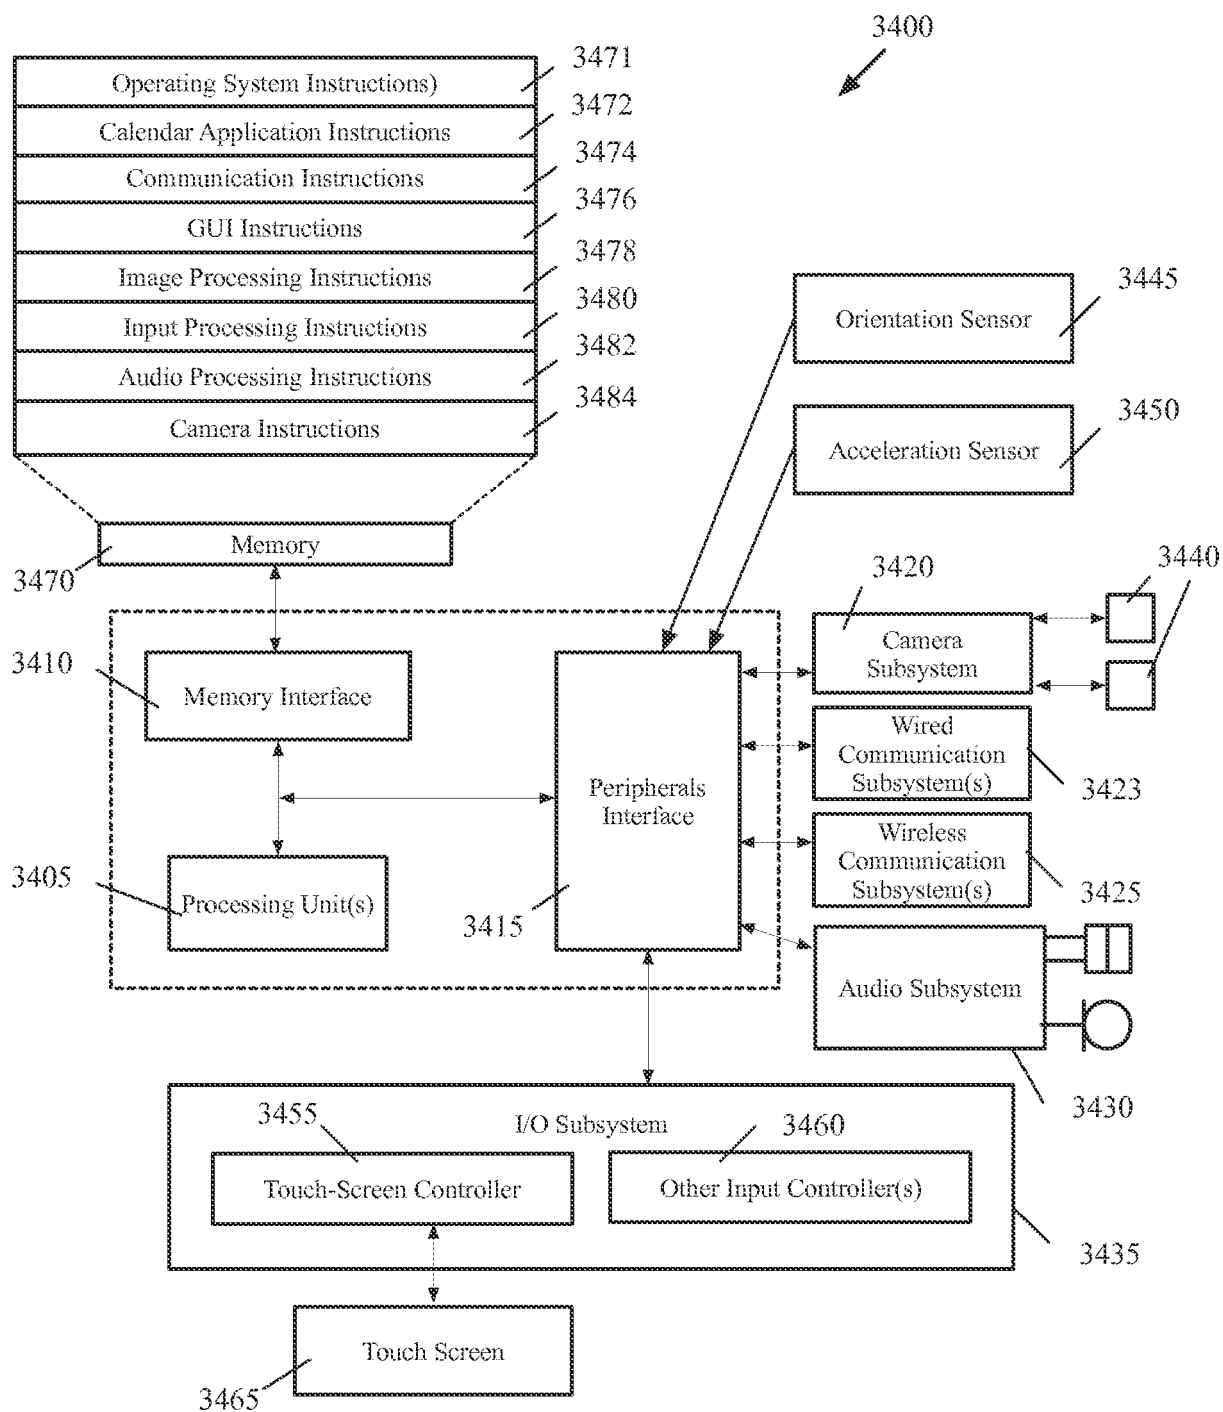 3400
3471
Operating System Instructions)
3472
Calendar Application Instructions
3474
Communication Instructions
3476
GUI Instructions
3478
Image Processing Instructions
3480
Input Processing Instructions
3482
Audio Processing Instructions
3484
Camera Instructions
3445
Orientation Sensor
3450
Acceleration Sensor
Memory
3470
3420
3440
Camera
Subsystem
3410
Memory Interface
Wired
Communication
Subsystem(s)
3423
Peripherals
Interface
Wireless
Communication
Subsystem(s)
3425
3405
Processing Unit(s)
3415
Audio Subsystem
3430
3455
I/O Subsystem
3460
Touch-Screen Controller
Other Input Controller(s)
3435
Touch Screen
3465